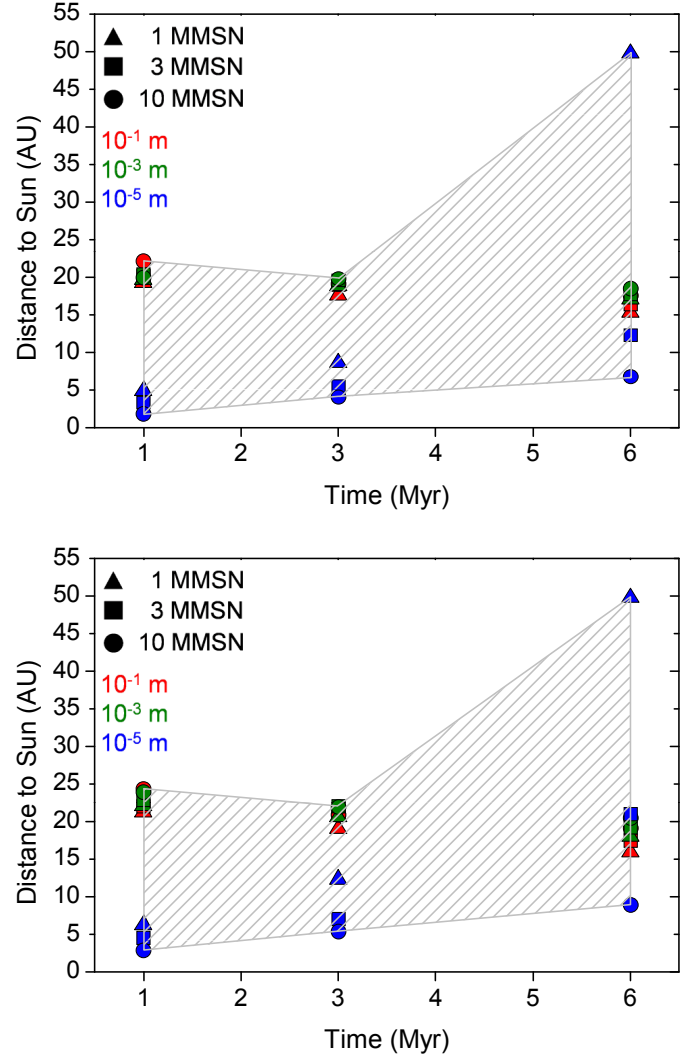 55
50
45
40
35
30
25
20
15
10
5
0
Distance to Sun (AU)
1 MMSN
3 MMSN
10 MMSN
10⁻¹ m
10⁻³ m
10⁻⁵ m
1 2 3 4 5 6
Time (Myr)
55
50
45
40
35
30
25
20
15
10
5
0
Distance to Sun (AU)
1 MMSN
3 MMSN
10 MMSN
10⁻¹ m
10⁻³ m
10⁻⁵ m
1 2 3 4 5 6
Time (Myr)